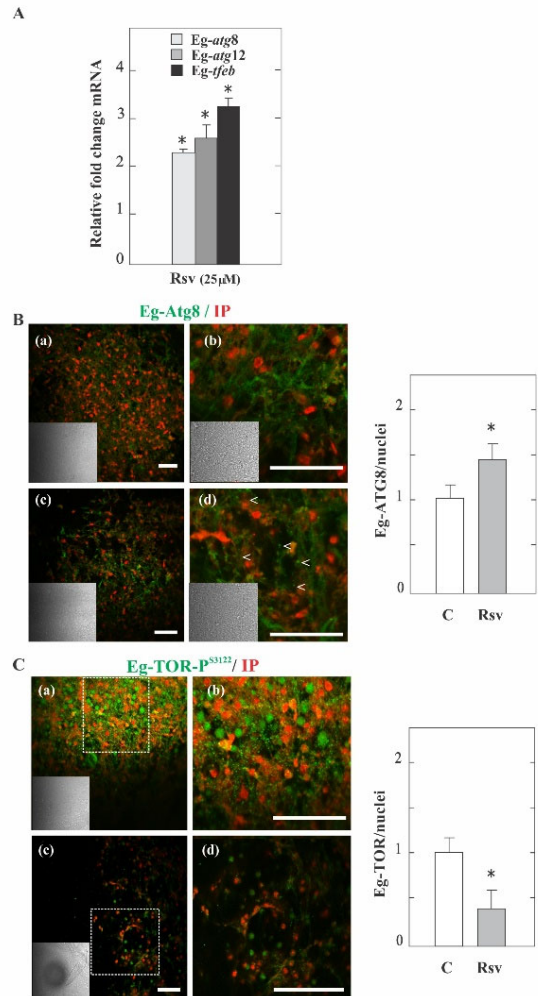 A
Eg-atg8
Eg-atg12
Eg-tfeb
Relative fold change mRNA
4
3
2
1
0
*
*
*
Rsv (25µM)
B
Eg-Atg8 / IP
(a)
(b)
(c)
(d)
<
<
<
<
<
Eg-ATG8/nuclei
2
1
0
*
C
Rsv
C
Eg-TOR-P^S3122/ IP
(a)
(b)
(c)
(d)
Eg-TOR/nuclei
2
1
0
*
C
Rsv